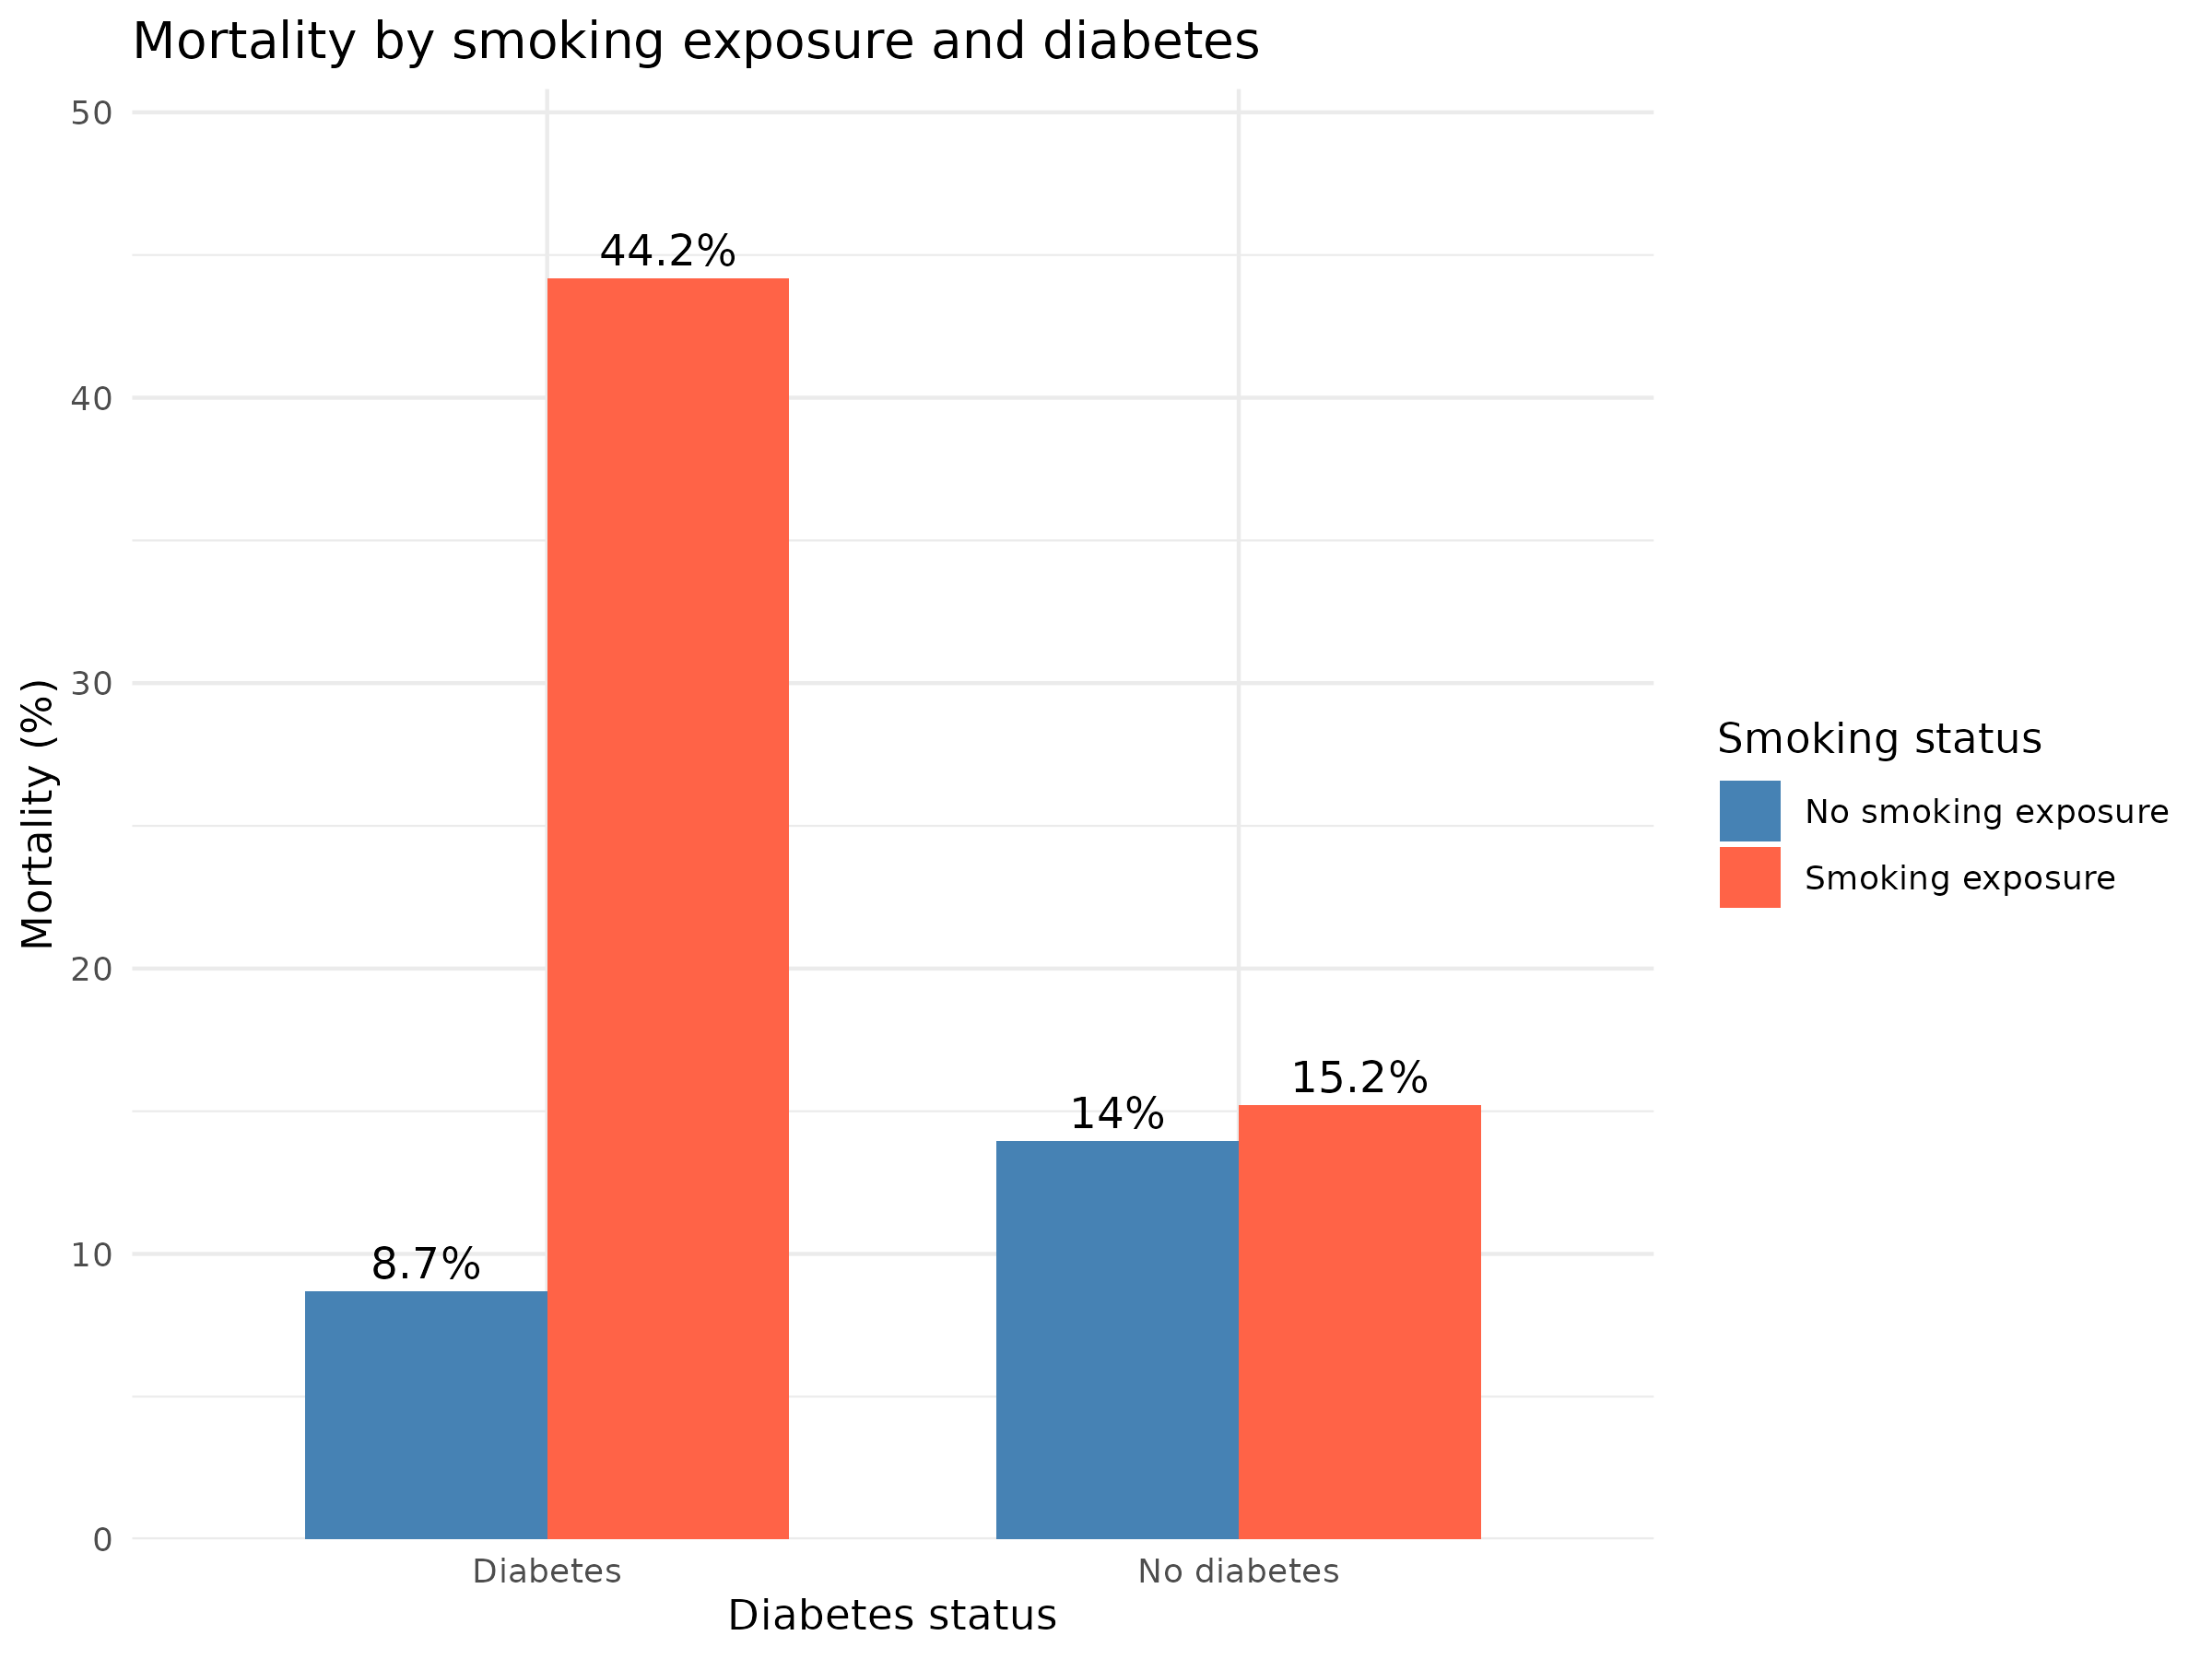 Mortality by smoking exposure and diabetes
50
44.2%
40
30
20
15.2%
14%
10
8.7%
0
Mortality (%)
Diabetes
No diabetes
Diabetes status
Smoking status
No smoking exposure
Smoking exposure